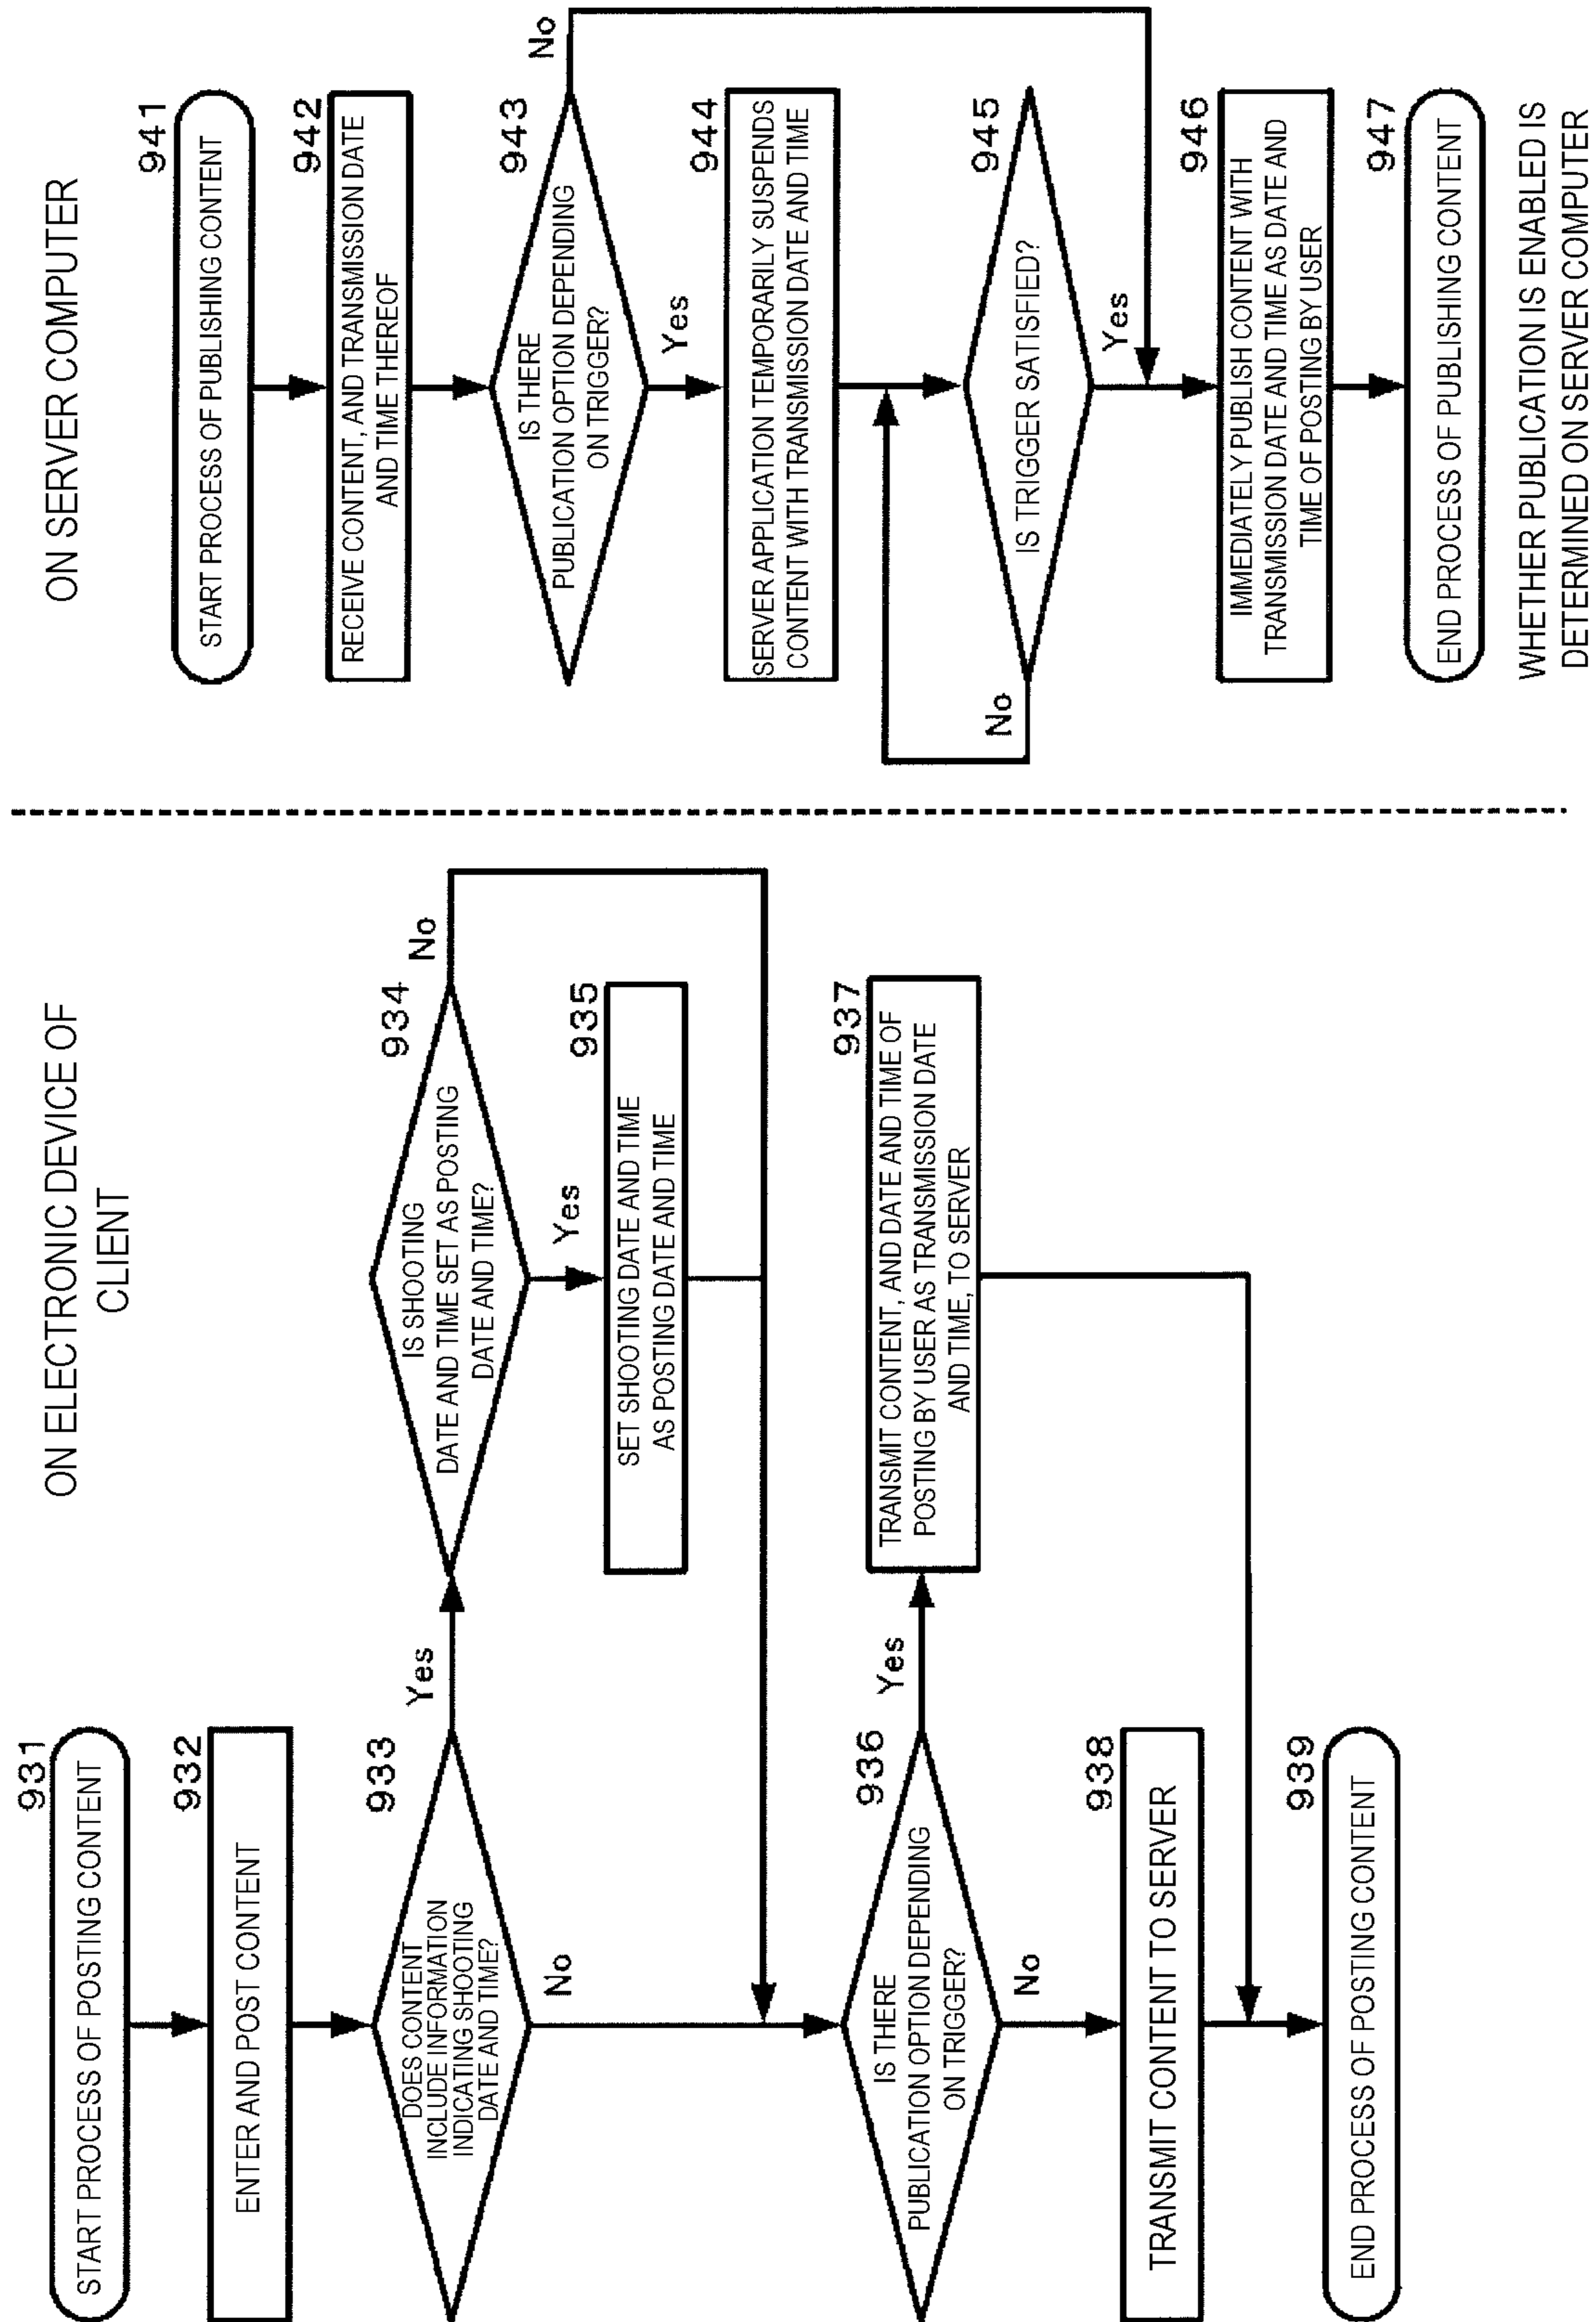 ON ELECTRONIC DEVICE OF
CLIENT
931
START PROCESS OF POSTING CONTENT
932
ENTER AND POST CONTENT
933
DOES CONTENT
INCLUDE INFORMATION
INDICATING SHOOTING
DATE AND TIME?
Yes
No
934
IS SHOOTING
DATE AND TIME SET AS POSTING
DATE AND TIME?
No
Yes
935
SET SHOOTING DATE AND TIME
AS POSTING DATE AND TIME
936
IS THERE
PUBLICATION OPTION DEPENDING
ON TRIGGER?
Yes
No
937
TRANSMIT CONTENT, AND DATE AND TIME OF
POSTING BY USER AS TRANSMISSION DATE
AND TIME, TO SERVER
938
TRANSMIT CONTENT TO SERVER
939
END PROCESS OF POSTING CONTENT
ON SERVER COMPUTER
941
START PROCESS OF PUBLISHING CONTENT
942
RECEIVE CONTENT, AND TRANSMISSION DATE
AND TIME THEREOF
943
IS THERE
PUBLICATION OPTION DEPENDING
ON TRIGGER?
No
Yes
944
SERVER APPLICATION TEMPORARILY SUSPENDS
CONTENT WITH TRANSMISSION DATE AND TIME
945
IS TRIGGER SATISFIED?
No
Yes
946
IMMEDIATELY PUBLISH CONTENT WITH
TRANSMISSION DATE AND TIME AS DATE AND
TIME OF POSTING BY USER
947
END PROCESS OF PUBLISHING CONTENT
WHETHER PUBLICATION IS ENABLED IS
DETERMINED ON SERVER COMPUTER